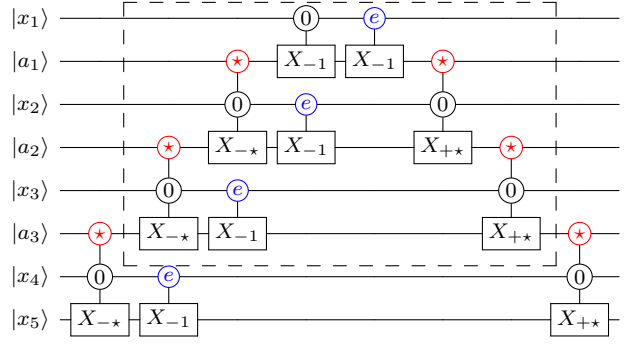 |x₁⟩ 0 e
|a₁⟩ ⋆ X₋₁ X₋₁ ⋆
|x₂⟩ 0 e 0
|a₂⟩ ⋆ X₋⋆ X₋₁ X₊⋆ ⋆
|x₃⟩ 0 e 0
|a₃⟩ ⋆ X₋⋆ X₋₁ X₊⋆ ⋆
|x₄⟩ 0 e 0
|x₅⟩ X₋⋆ X₋₁ X₊⋆